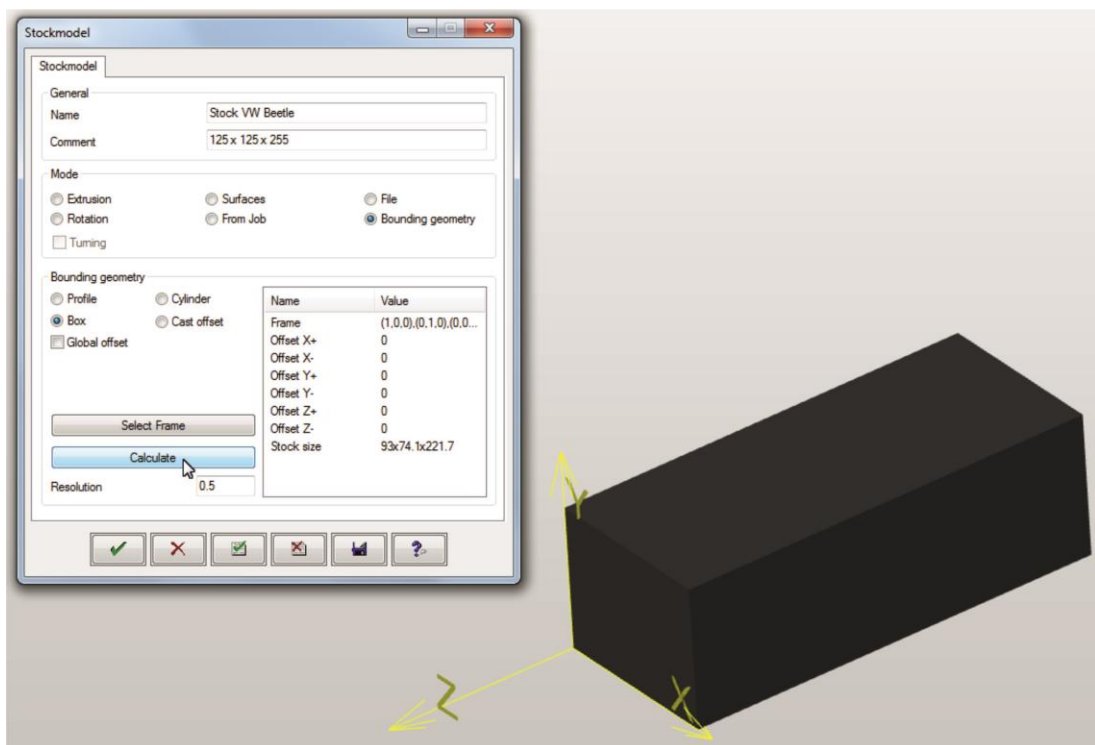 Stockmodel
Stockmodel
General
Name Stock VW Beetle
Comment 125 x 125 x 255
Mode
Extrusion Surfaces File
Rotation From Job Bounding geometry
Turning
Bounding geometry
Profile Cylinder
Box Cast offset
Global offset
Name Value
Frame (1,0,0),(0,1,0),(0,0...
Offset X+ 0
Offset X- 0
Offset Y+ 0
Offset Y- 0
Offset Z+ 0
Offset Z- 0
Stock size 93x74.1x221.7
Select Frame
Calculate
Resolution 0.5
Y
Z
X